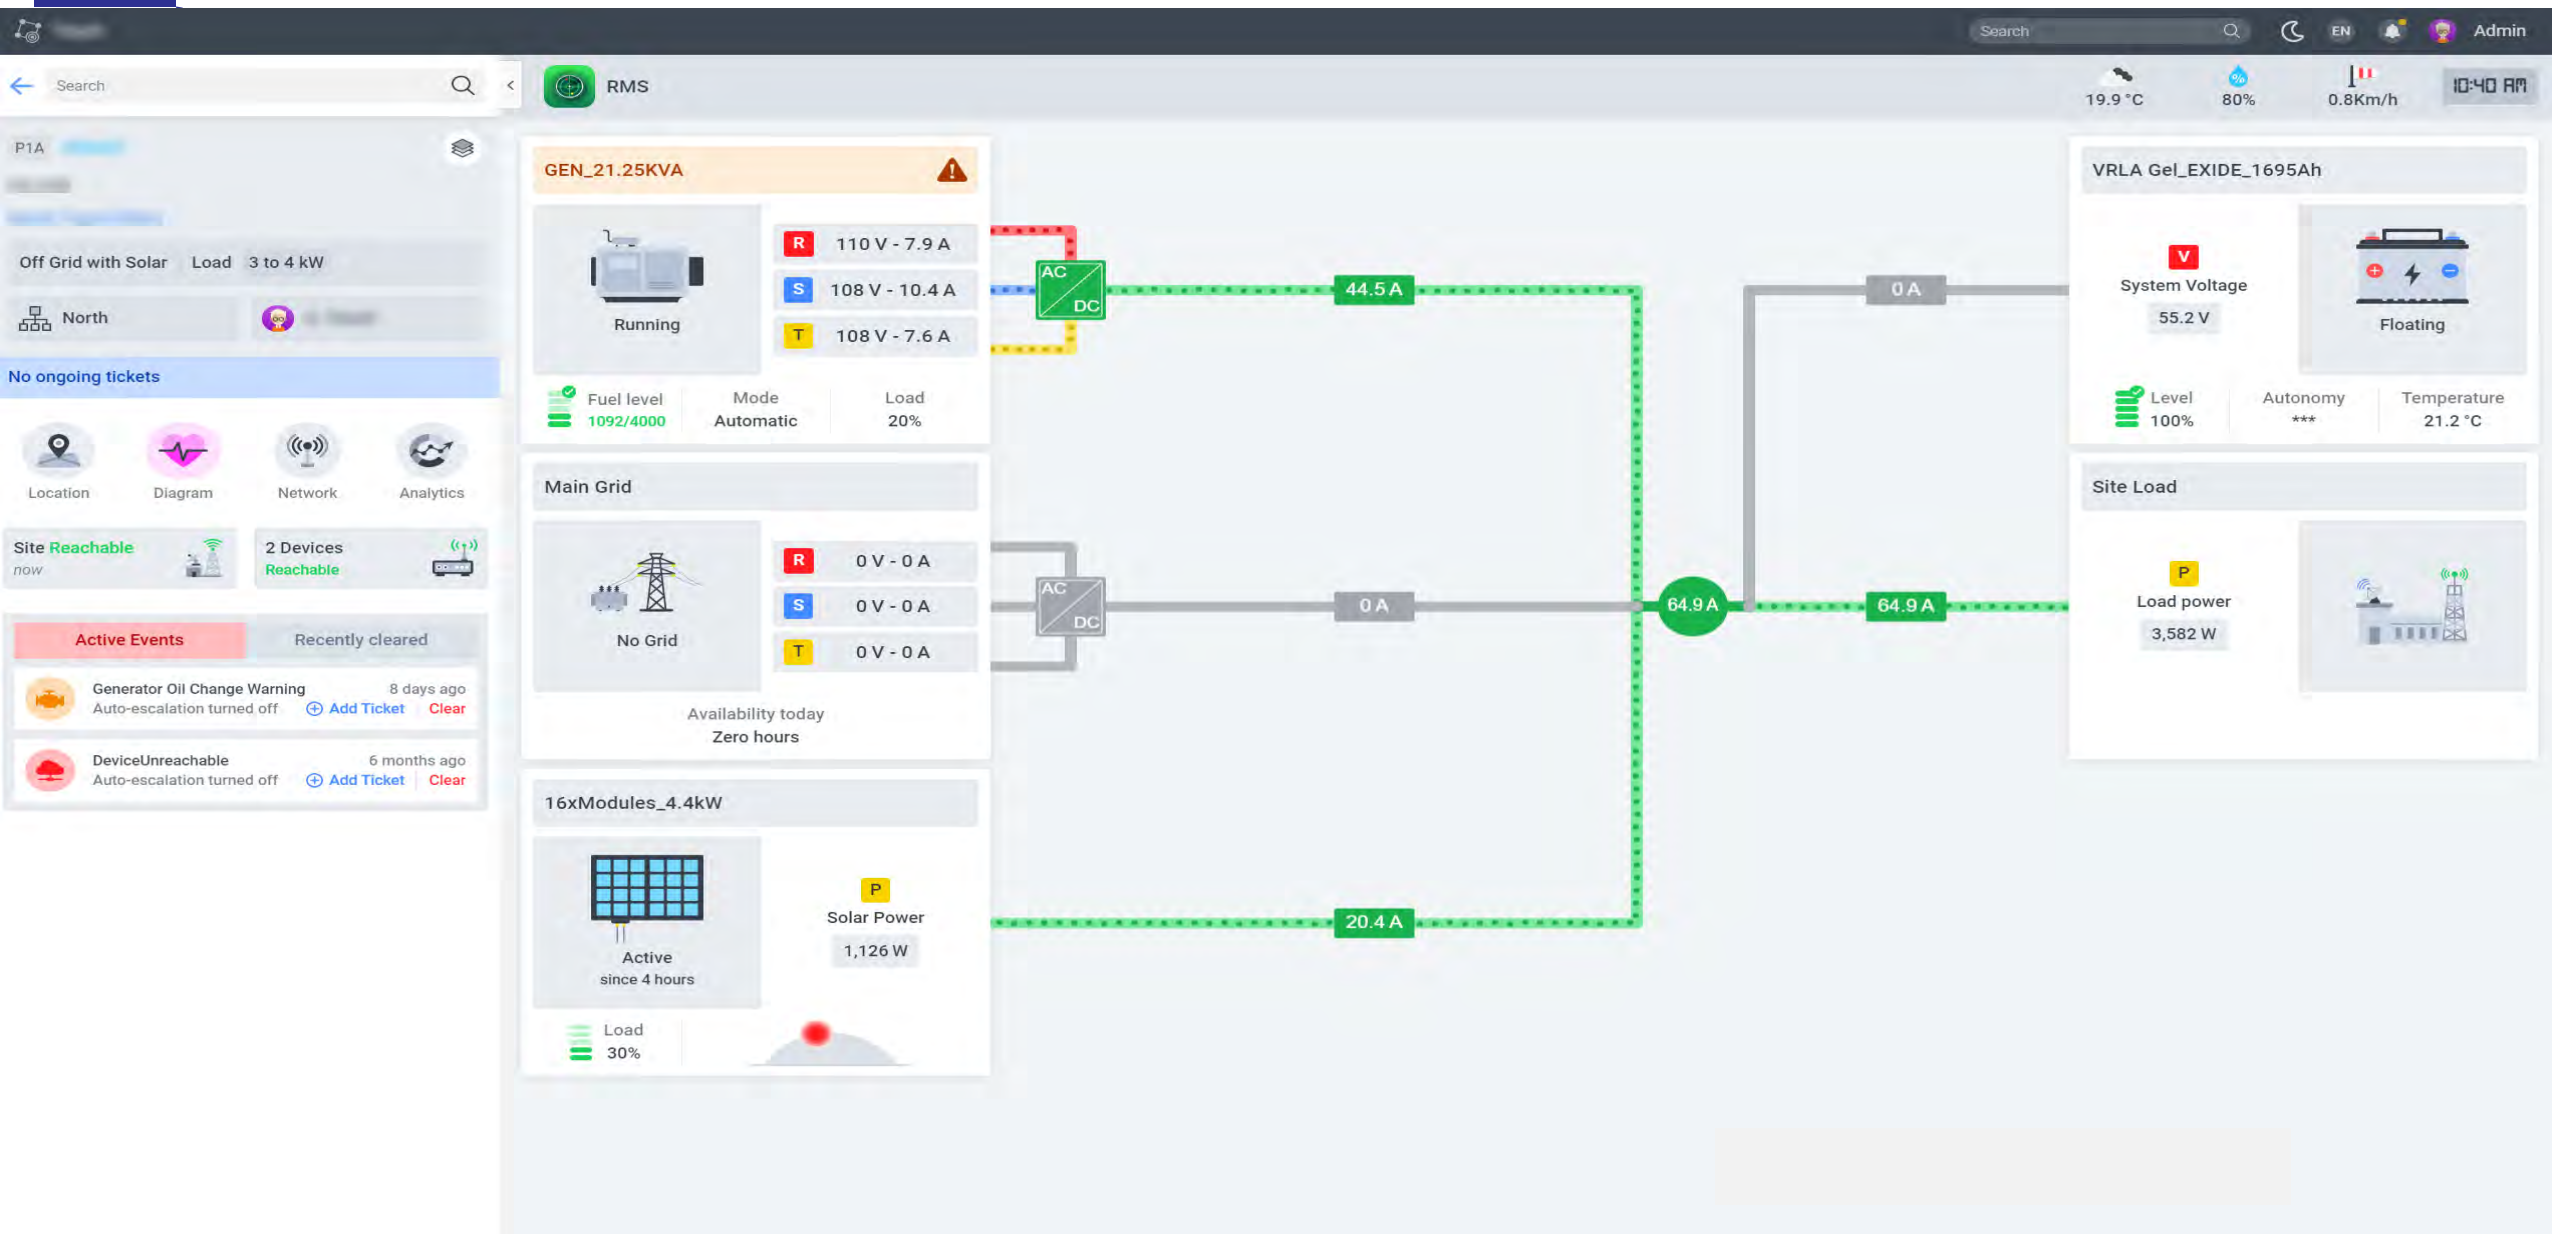 Search
EN
Admin
Search
RMS
19.9 °C
%
80%
0.8Km/h
10:40 AM
P1A
Off Grid with Solar Load 3 to 4 kW
North
No ongoing tickets
Location
Diagram
Network
Analytics
Site Reachable
now
2 Devices
Reachable
Active Events
Recently cleared
Generator Oil Change Warning 8 days ago
Auto-escalation turned off Add Ticket Clear
DeviceUnreachable 6 months ago
Auto-escalation turned off Add Ticket Clear
GEN_21.25KVA
Running
R 110 V - 7.9 A
S 108 V - 10.4 A
T 108 V - 7.6 A
Fuel level
1092/4000
Mode
Automatic
Load
20%
AC
DC
44.5 A
Main Grid
No Grid
R 0 V - 0 A
S 0 V - 0 A
T 0 V - 0 A
Availability today
Zero hours
AC
DC
0 A
16xModules_4.4kW
Active
since 4 hours
P
Solar Power
1,126 W
Load
30%
20.4 A
64.9 A
0 A
64.9 A
VRLA Gel_EXIDE_1695Ah
V
System Voltage
55.2 V
Floating
Level
100%
Autonomy
***
Temperature
21.2 °C
Site Load
P
Load power
3,582 W